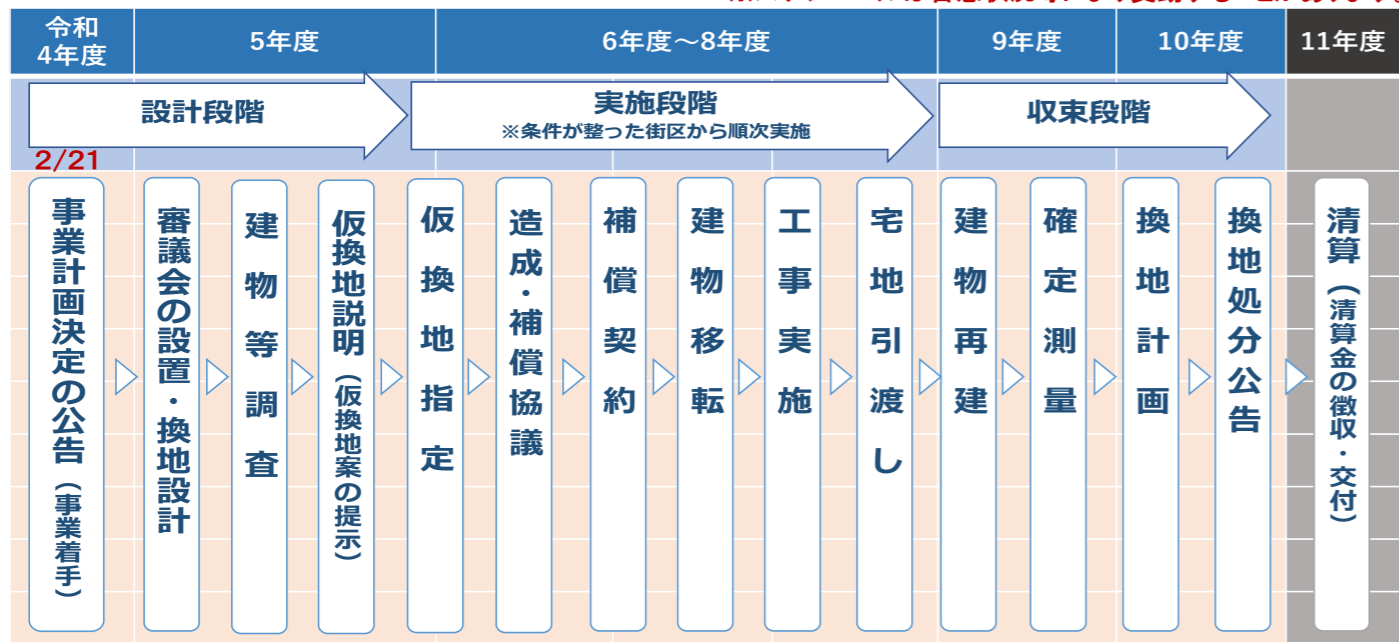 令和
4年度
5年度
6年度～8年度
9年度
10年度
11年度
設計段階
実施段階
※条件が整った街区から順次実施
収束段階
2/21
事業計画決定の公告（事業着手）
審議会の設置・換地設計
建物等調査
仮換地説明（仮換地案の提示）
仮換地指定
造成・補償協議
補償契約
建物移転
工事実施
宅地引渡し
建物再建
確定測量
換地計画
換地処分公告
清算（清算金の徴収・交付）